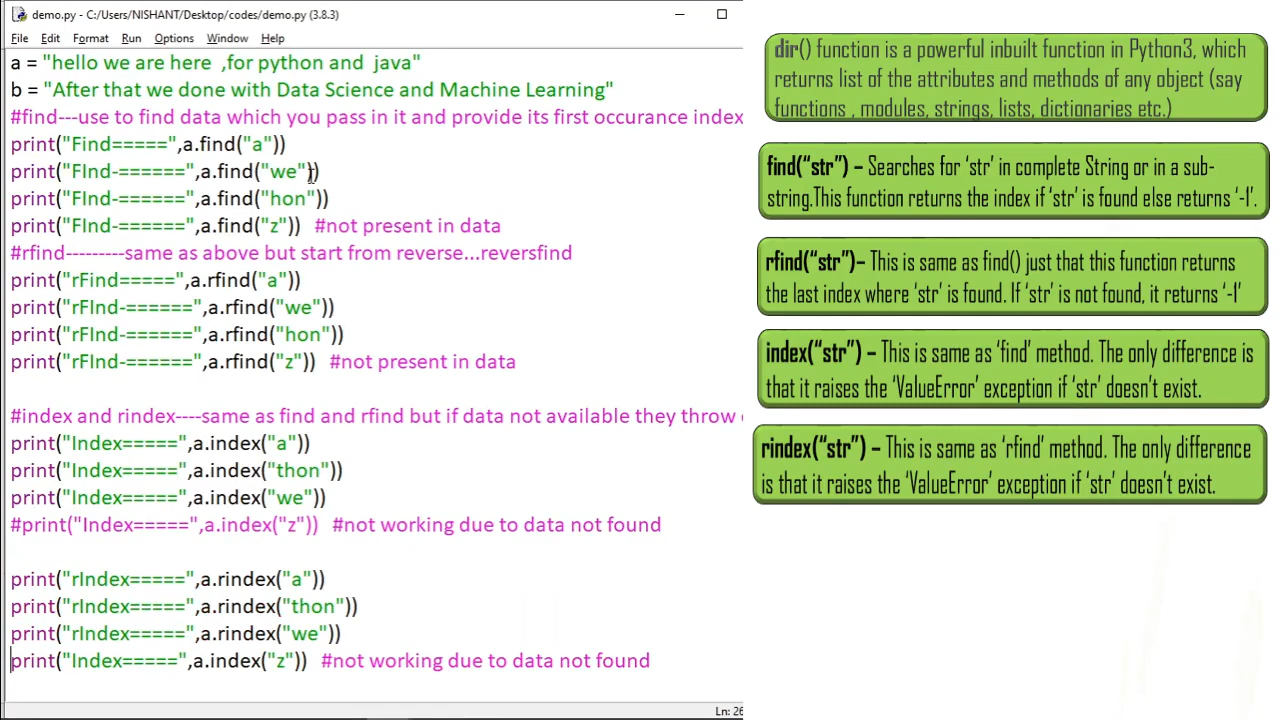 demo.py - C:/Users/NISHANT/Desktop/codes/demo.py (3.8.3)
File Edit Format Run Options Window Help
a = "hello we are here  ,for python and  java"
b = "After that we done with Data Science and Machine Learning"
#find---use to find data which you pass in it and provide its first occurance index
print("Find=====",a.find("a"))
print("FInd-======",a.find("we"))
print("FInd-======",a.find("hon"))
print("FInd-======",a.find("z"))  #not present in data
#rfind---------same as above but start from reverse...reversfind
print("rFind=====",a.rfind("a"))
print("rFInd-======",a.rfind("we"))
print("rFInd-======",a.rfind("hon"))
print("rFInd-======",a.rfind("z"))  #not present in data
#index and rindex----same as find and rfind but if data not available they throw
print("Index=====",a.index("a"))
print("Index=====",a.index("thon"))
print("Index=====",a.index("we"))
#print("Index=====",a.index("z"))  #not working due to data not found
print("rIndex=====",a.rindex("a"))
print("rIndex=====",a.rindex("thon"))
print("rIndex=====",a.rindex("we"))
print("Index=====",a.index("z"))  #not working due to data not found
Ln: 26
dir() function is a powerful inbuilt function in Python3, which
returns list of the attributes and methods of any object (say
functions , modules, strings, lists, dictionaries etc.)
find(“str”) – Searches for ‘str’ in complete String or in a sub-
string.This function returns the index if ‘str’ is found else returns ‘-1’.
rfind(“str”)– This is same as find() just that this function returns
the last index where ‘str’ is found. If ‘str’ is not found, it returns ‘-1’
index(“str”) – This is same as ‘find’ method. The only difference is
that it raises the ‘ValueError’ exception if ‘str’ doesn’t exist.
rindex(“str”) – This is same as ‘rfind’ method. The only difference
is that it raises the ‘ValueError’ exception if ‘str’ doesn’t exist.